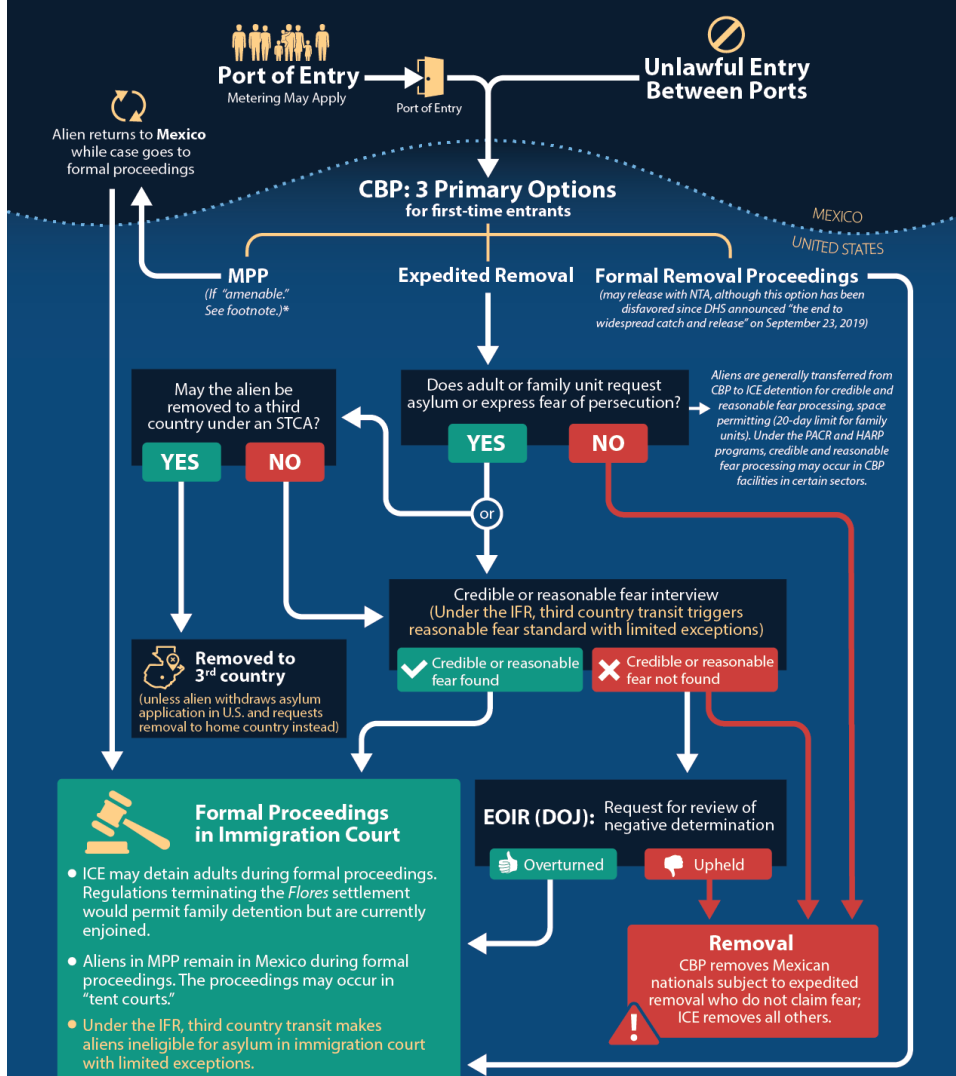 Port of Entry
Metering May Apply
Port of Entry
Unlawful Entry
Between Ports
Alien returns to Mexico
while case goes to
formal proceedings
CBP: 3 Primary Options
for first-time entrants
MEXICO
UNITED STATES
MPP
(If “amenable.”
See footnote.)*
Expedited Removal
Formal Removal Proceedings
(may release with NTA, although this option has been
disfavored since DHS announced “the end to
widespread catch and release” on September 23, 2019)
May the alien be
removed to a third
country under an STCA?
YES
NO
Does adult or family unit request
asylum or express fear of persecution?
YES
NO
Aliens are generally transferred from
CBP to ICE detention for credible and
reasonable fear processing, space
permitting (20-day limit for family
units). Under the PACR and HARP
programs, credible and reasonable
fear processing may occur in CBP
facilities in certain sectors.
or
Credible or reasonable fear interview
(Under the IFR, third country transit triggers
reasonable fear standard with limited exceptions)
Credible or reasonable
fear found
Credible or reasonable
fear not found
Removed to
3rd country
(unless alien withdraws asylum
application in U.S. and requests
removal to home country instead)
EOIR (DOJ): Request for review of
negative determination
Overturned
Upheld
Formal Proceedings
in Immigration Court
• ICE may detain adults during formal proceedings.
Regulations terminating the Flores settlement
would permit family detention but are currently
enjoined.
• Aliens in MPP remain in Mexico during formal
proceedings. The proceedings may occur in
“tent courts.”
• Under the IFR, third country transit makes
aliens ineligible for asylum in immigration court
with limited exceptions.
Removal
CBP removes Mexican
nationals subject to expedited
removal who do not claim fear;
ICE removes all others.